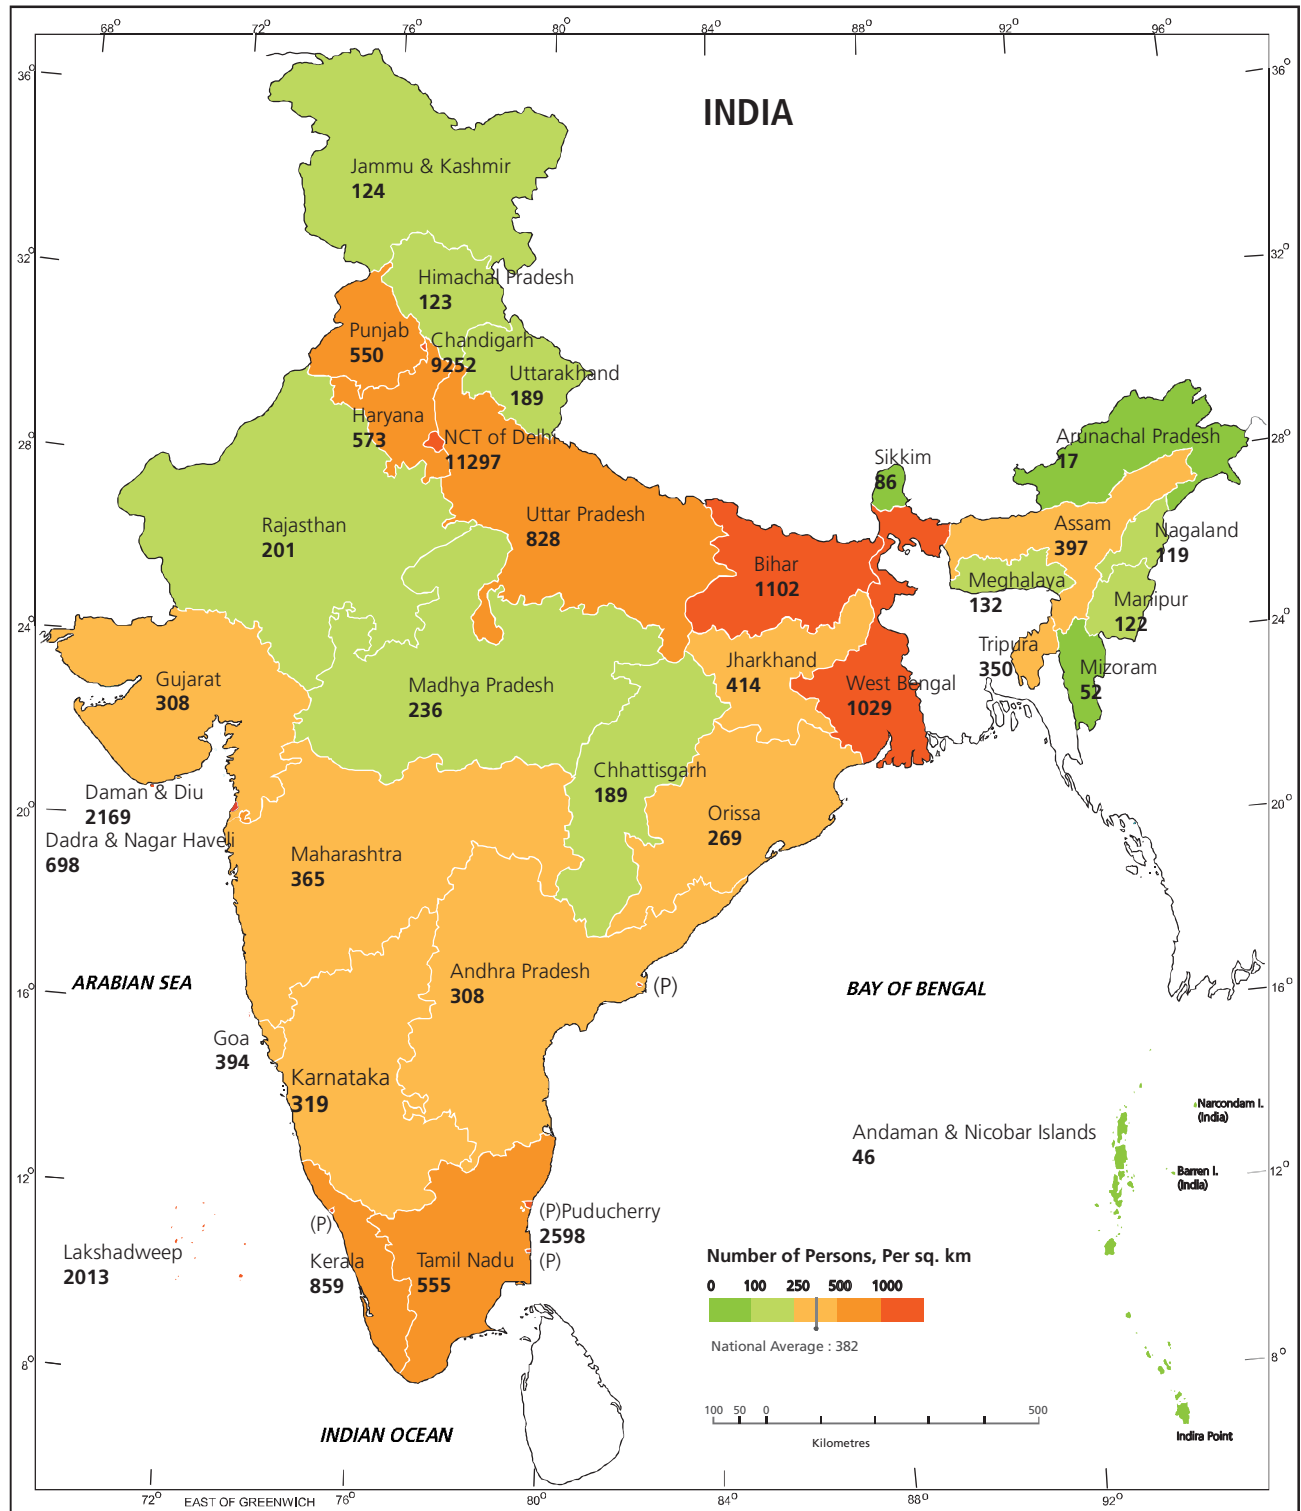 68° 72° 76° 80° 84° 88° 92° 96°
36° 36°
INDIA
Jammu & Kashmir
124
32° 32°
Himachal Pradesh
123
Punjab
550
Chandigarh
9252
Uttarakhand
189
Haryana
573
NCT of Delhi
11297
28° 28°
Arunachal Pradesh
17
Sikkim
86
Rajasthan
201
Uttar Pradesh
828
Assam
397
Nagaland
119
Bihar
1102
Meghalaya
132
Manipur
122
24° 24°
Tripura
350
Mizoram
52
Gujarat
308
Madhya Pradesh
236
Jharkhand
414
West Bengal
1029
Chhattisgarh
189
Daman & Diu
2169
20° 20°
Orissa
269
Dadra & Nagar Haveli
698
Maharashtra
365
Andhra Pradesh
308
(P)
ARABIAN SEA
BAY OF BENGAL
16° 16°
Goa
394
Karnataka
319
Narcondam I.
(India)
Andaman & Nicobar Islands
46
Barren I.
(India)
12° 12°
(P)
(P)Puducherry
2598
(P)
Lakshadweep
2013
Kerala
859
Tamil Nadu
555
Number of Persons, Per sq. km
0 100 250 500 1000
National Average : 382
8° 8°
100 50 0 500
Kilometres
INDIAN OCEAN
Indira Point
72° EAST OF GREENWICH 76° 80° 84° 88° 92°